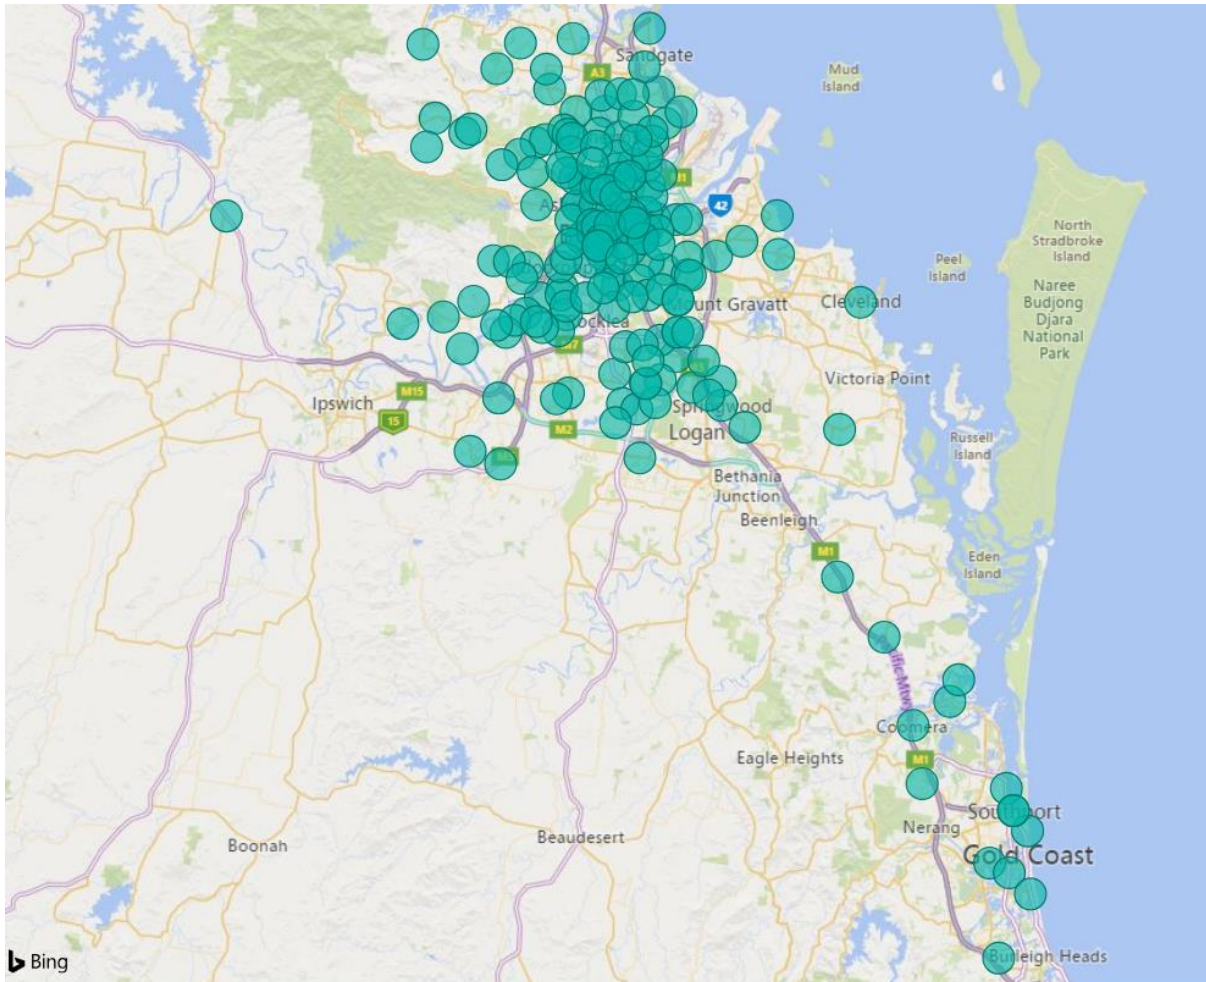 Sandgate
A3
Mud
Island
M1
42
North
Stradbroke
Island
Peel
Island
Naree
Budjong
Djara
National
Park
Mount Gravatt
Cleveland
M7
Victoria Point
Ipswich
M15
15
M2
Springwood
Logan
Russell
Island
Bethania
Junction
Beenleigh
M1
Eden
Island
Coomera
Eagle Heights
M1
Southport
Nerang
Beaudesert
Boonah
Gold Coast
Burleigh Heads
Bing